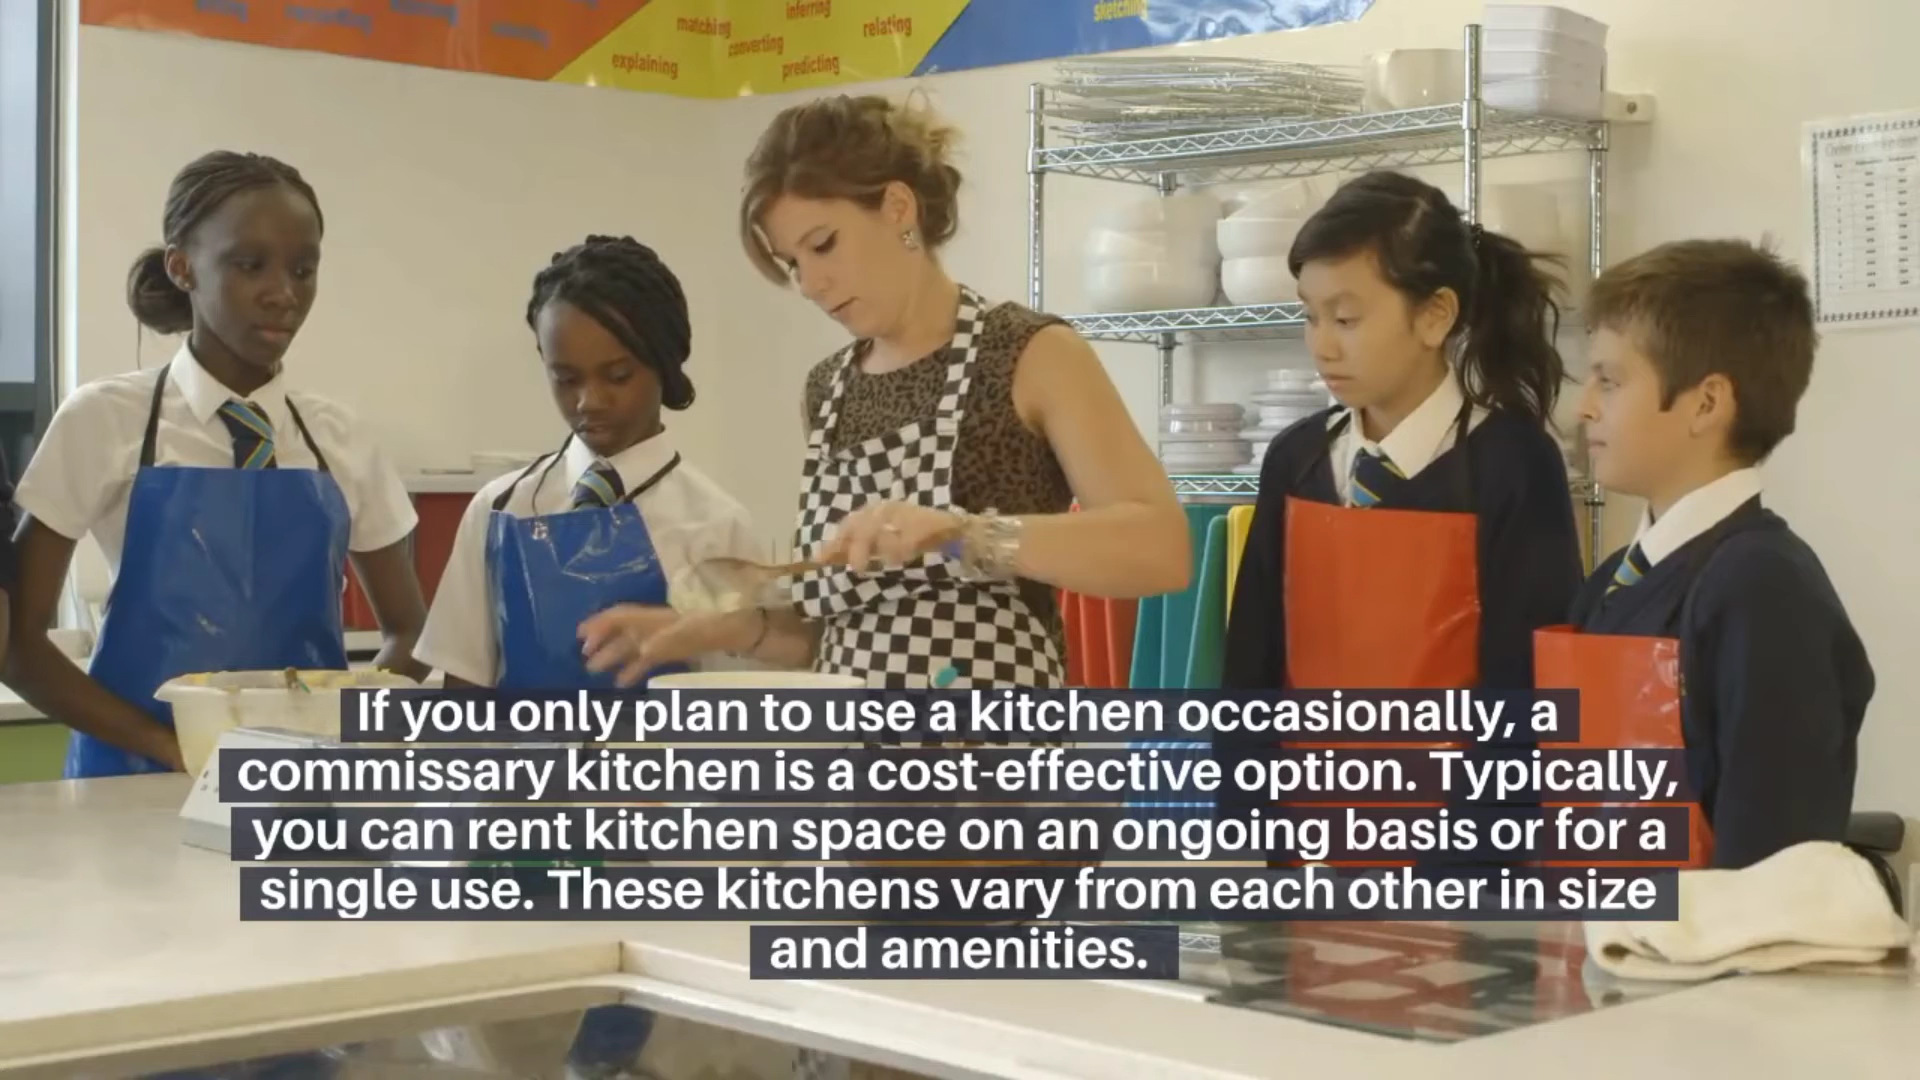 matching
inferring
relating
converting
explaining
predicting
sketching
If you only plan to use a kitchen occasionally, a
commissary kitchen is a cost-effective option. Typically,
you can rent kitchen space on an ongoing basis or for a
single use. These kitchens vary from each other in size
and amenities.